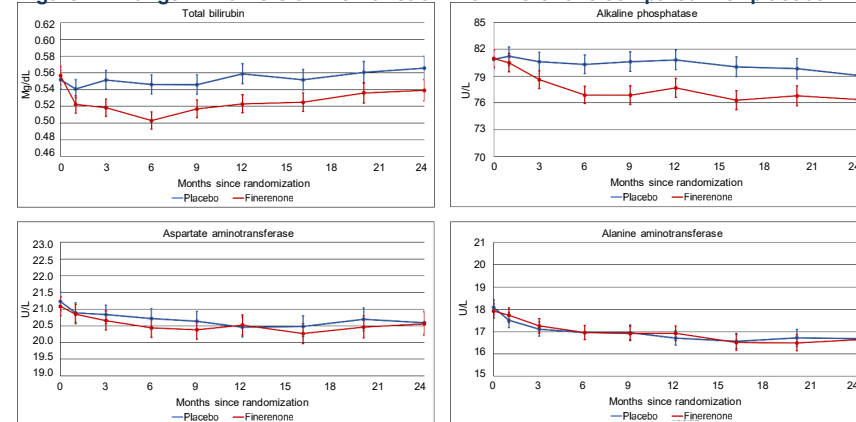 Total bilirubin
0.62
0.60
0.58
0.56
0.54
0.52
0.50
0.48
0.46
Mg/dL
0 3 6 9 12 15 18 21 24
Months since randomization
Placebo Finerenone
Alkaline phosphatase
85
82
79
76
73
70
U/L
0 3 6 9 12 15 18 21 24
Months since randomization
Placebo Finerenone
Aspartate aminotransferase
23.0
22.5
22.0
21.5
21.0
20.5
20.0
19.5
19.0
U/L
0 3 6 9 12 15 18 21 24
Months since randomization
Placebo Finerenone
Alanine aminotransferase
21
20
19
18
17
16
15
U/L
0 3 6 9 12 15 18 21 24
Months since randomization
Placebo Finerenone